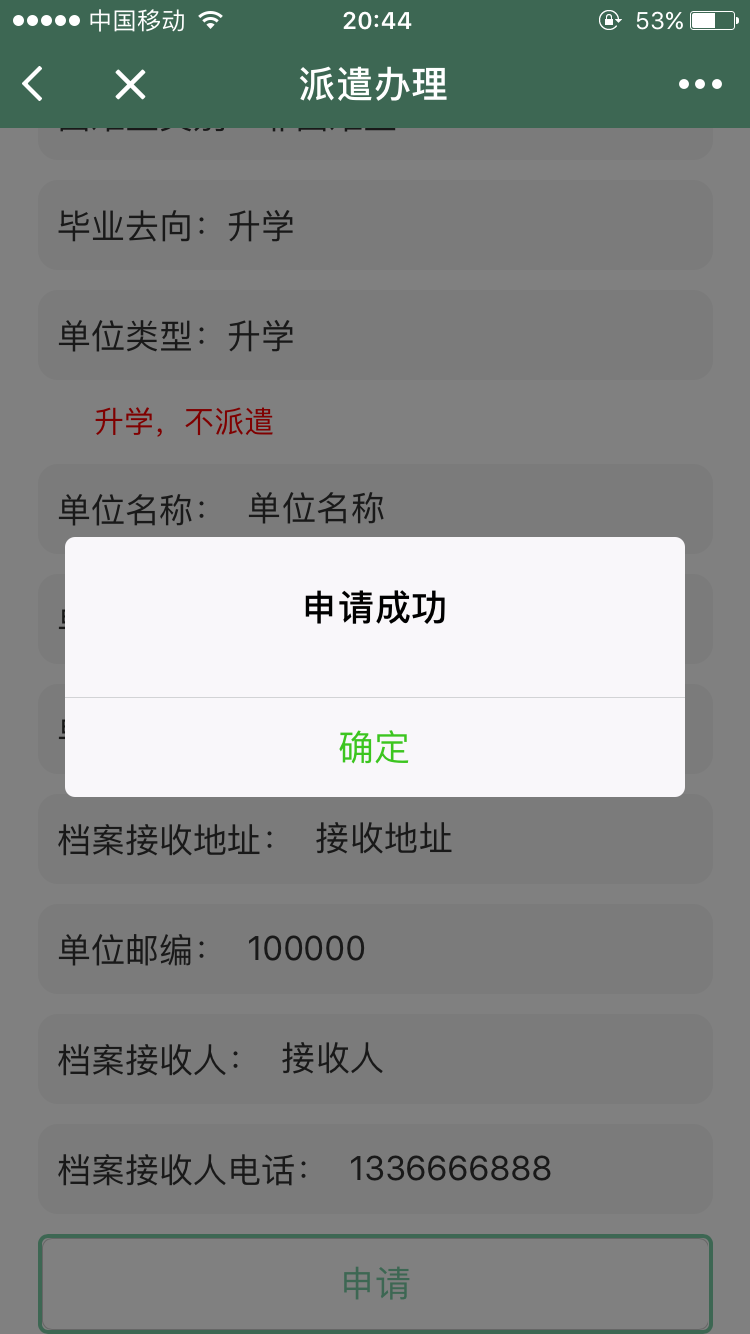 中国移动 20:44 53%
派遣办理
毕业去向：升学
单位类型：升学
升学，不派遣
单位名称： 单位名称
申请成功
确定
档案接收地址： 接收地址
单位邮编： 100000
档案接收人： 接收人
档案接收人电话： 1336666888
申请